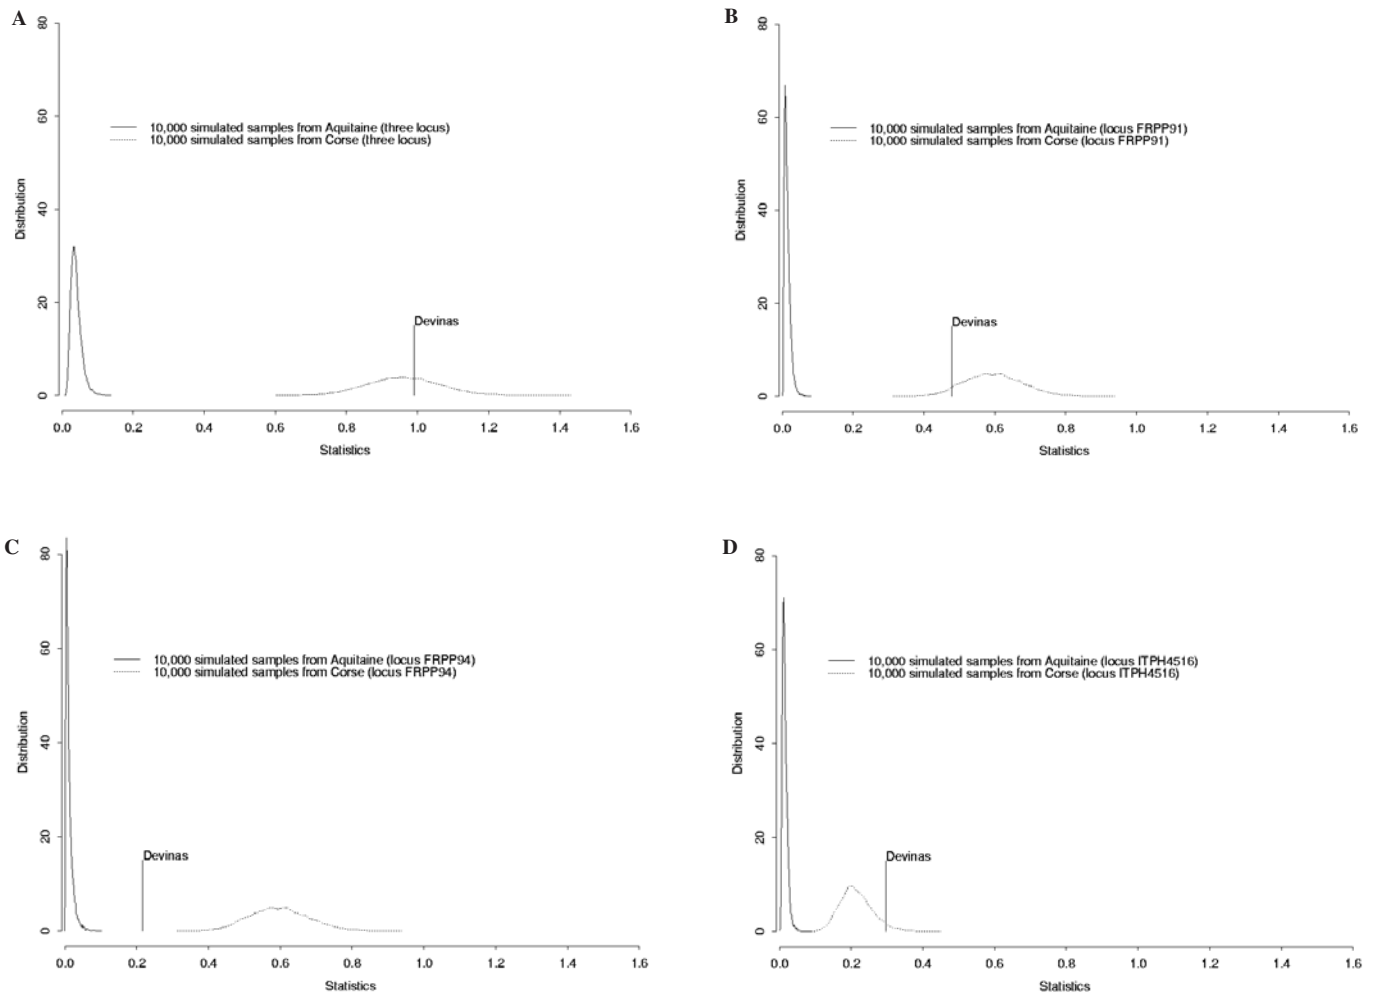 A
80
60
40
20
0
Distribution
10,000 simulated samples from Aquitaine (three locus)
10,000 simulated samples from Corse (three locus)
Devinas
0.0 0.2 0.4 0.6 0.8 1.0 1.2 1.4 1.6
Statistics
B
80
60
40
20
0
Distribution
10,000 simulated samples from Aquitaine (locus FRPP91)
10,000 simulated samples from Corse (locus FRPP91)
Devinas
0.0 0.2 0.4 0.6 0.8 1.0 1.2 1.4 1.6
Statistics
C
80
60
40
20
0
Distribution
10,000 simulated samples from Aquitaine (locus FRPP94)
10,000 simulated samples from Corse (locus FRPP94)
Devinas
0.0 0.2 0.4 0.6 0.8 1.0 1.2 1.4 1.6
Statistics
D
80
60
40
20
0
Distribution
10,000 simulated samples from Aquitaine (locus ITPH4516)
10,000 simulated samples from Corse (locus ITPH4516)
Devinas
0.0 0.2 0.4 0.6 0.8 1.0 1.2 1.4 1.6
Statistics